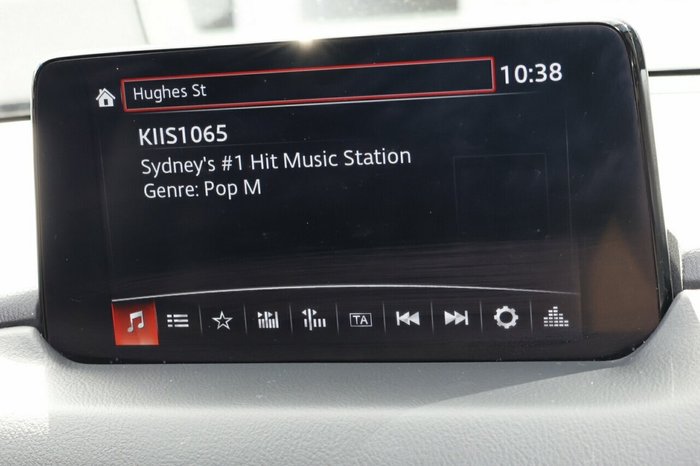 Hughes St
10:38
KIIS1065
Sydney's #1 Hit Music Station
Genre: Pop M
TA